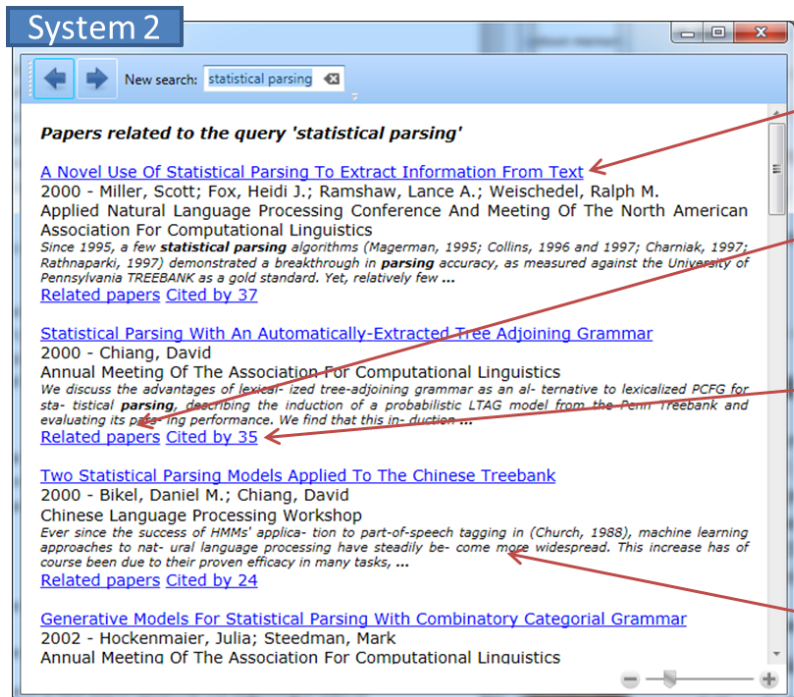 System 2
New search: statistical parsing
Papers related to the query 'statistical parsing'
A Novel Use Of Statistical Parsing To Extract Information From Text
2000 - Miller, Scott; Fox, Heidi J.; Ramshaw, Lance A.; Weischedel, Ralph M.
Applied Natural Language Processing Conference And Meeting Of The North American
Association For Computational Linguistics
Since 1995, a few statistical parsing algorithms (Magerman, 1995; Collins, 1996 and 1997; Charniak, 1997;
Rathnaparki, 1997) demonstrated a breakthrough in parsing accuracy, as measured against the University of
Pennsylvania TREEBANK as a gold standard. Yet, relatively few ...
Related papers Cited by 37
Statistical Parsing With An Automatically-Extracted Tree Adjoining Grammar
2000 - Chiang, David
Annual Meeting Of The Association For Computational Linguistics
We discuss the advantages of lexical- ized tree-adjoining grammar as an al- ternative to lexicalized PCFG for
sta- tistical parsing, describing the induction of a probabilistic LTAG model from the Penn Treebank and
evaluating its pars- ing performance. We find that this in- duction ...
Related papers Cited by 35
Two Statistical Parsing Models Applied To The Chinese Treebank
2000 - Bikel, Daniel M.; Chiang, David
Chinese Language Processing Workshop
Ever since the success of HMMs' applica- tion to part-of-speech tagging in (Church, 1988), machine learning
approaches to nat- ural language processing have steadily be- come more widespread. This increase has of
course been due to their proven efficacy in many tasks, ...
Related papers Cited by 24
Generative Models For Statistical Parsing With Combinatory Categorial Grammar
2002 - Hockenmaier, Julia; Steedman, Mark
Annual Meeting Of The Association For Computational Linguistics